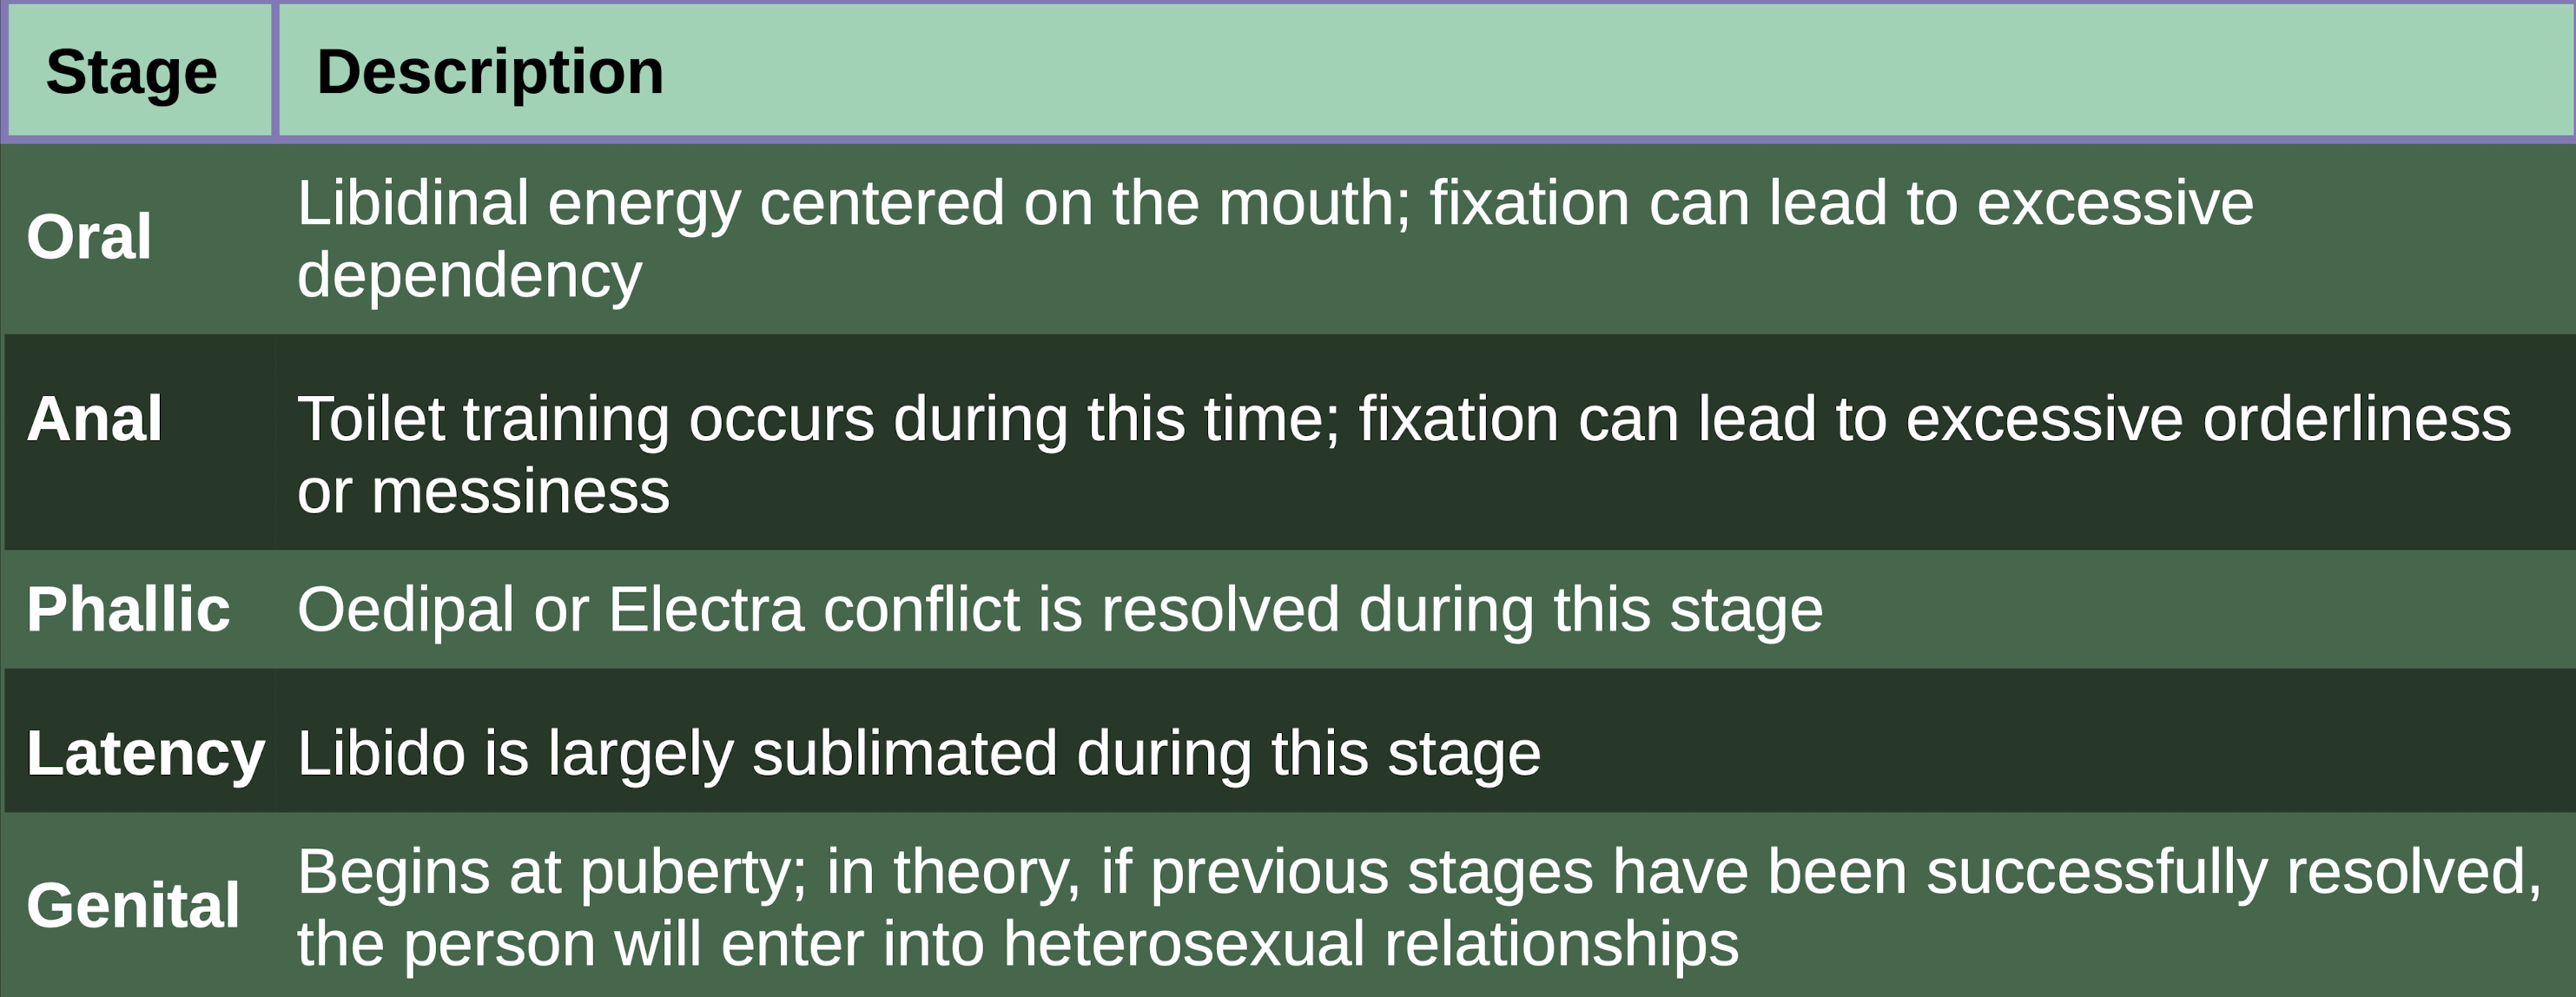 Stage
Description
Oral
Libidinal energy centered on the mouth; fixation can lead to excessive
dependency
Anal
Toilet training occurs during this time; fixation can lead to excessive orderliness
or messiness
Phallic
Oedipal or Electra conflict is resolved during this stage
Latency
Libido is largely sublimated during this stage
Genital
Begins at puberty; in theory, if previous stages have been successfully resolved,
the person will enter into heterosexual relationships